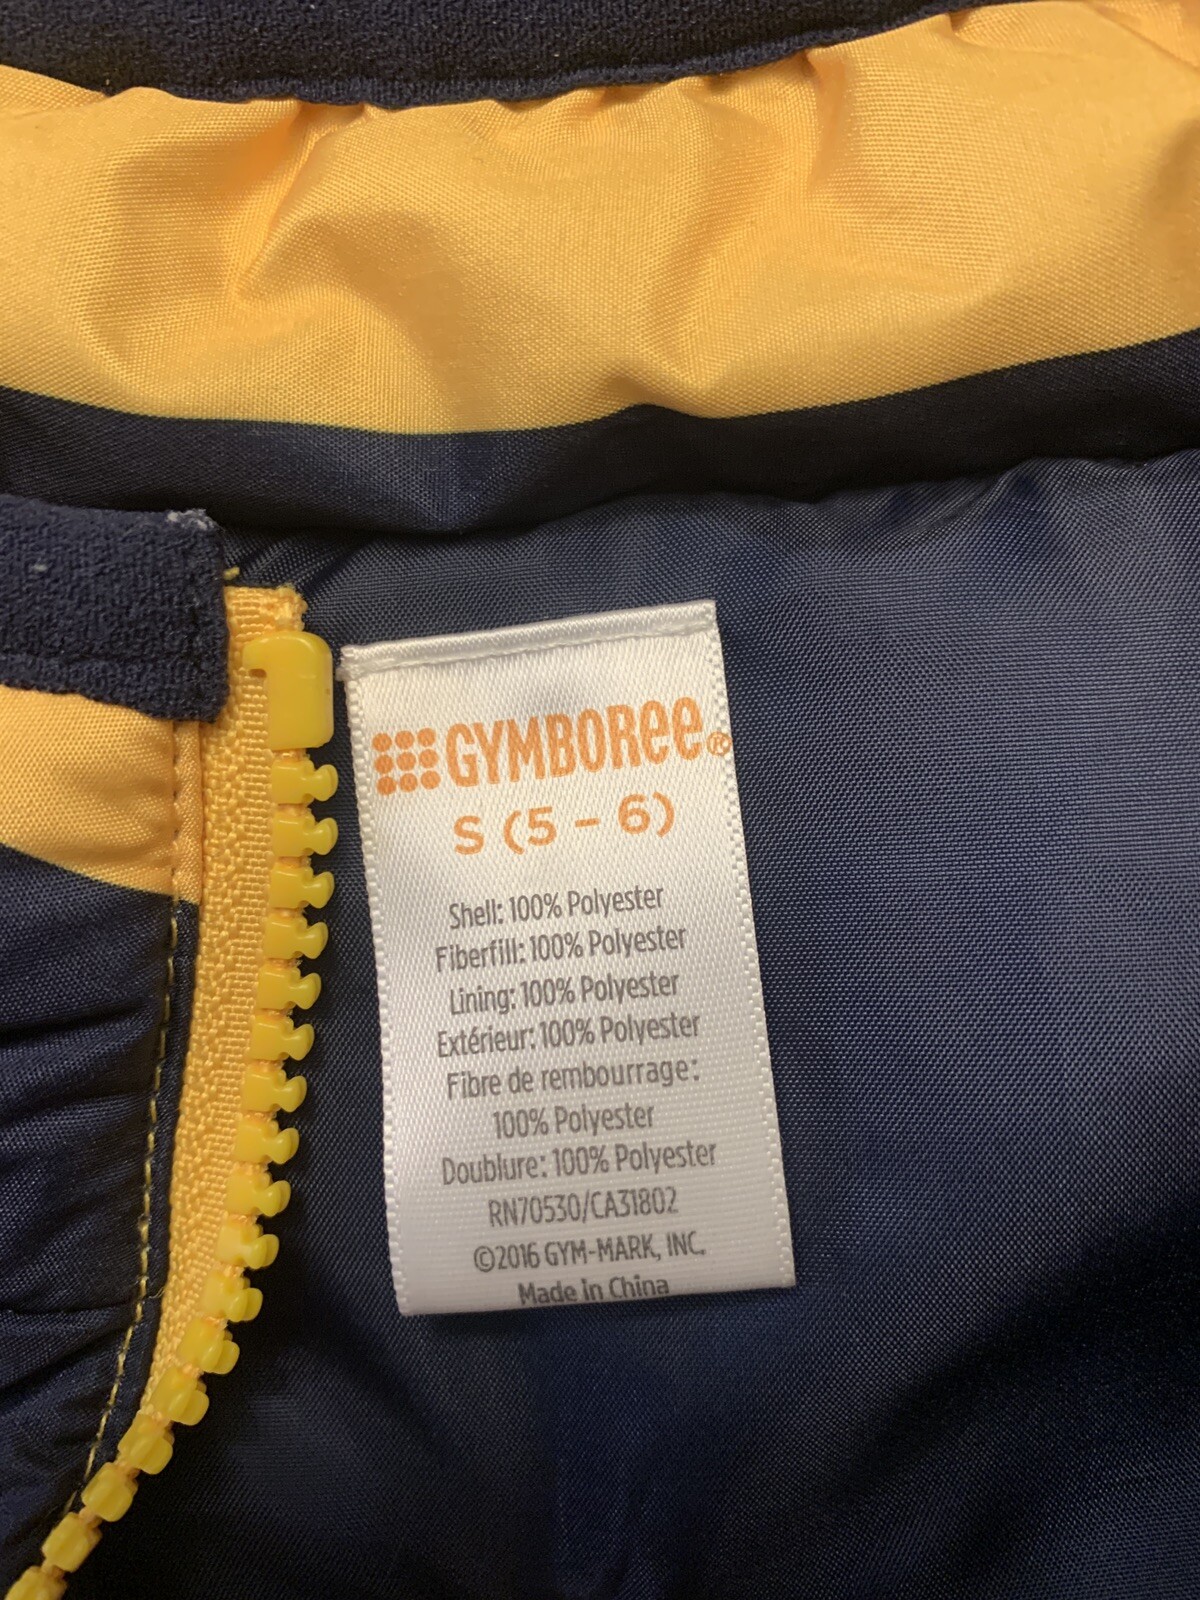 GYMBOREE®
S (5 - 6)
Shell: 100% Polyester
Fiberfill: 100% Polyester
Lining: 100% Polyester
Extérieur: 100% Polyester
Fibre de rembourrage:
100% Polyester
Doublure: 100% Polyester
RN70530/CA31802
©2016 GYM-MARK, INC.
Made in China